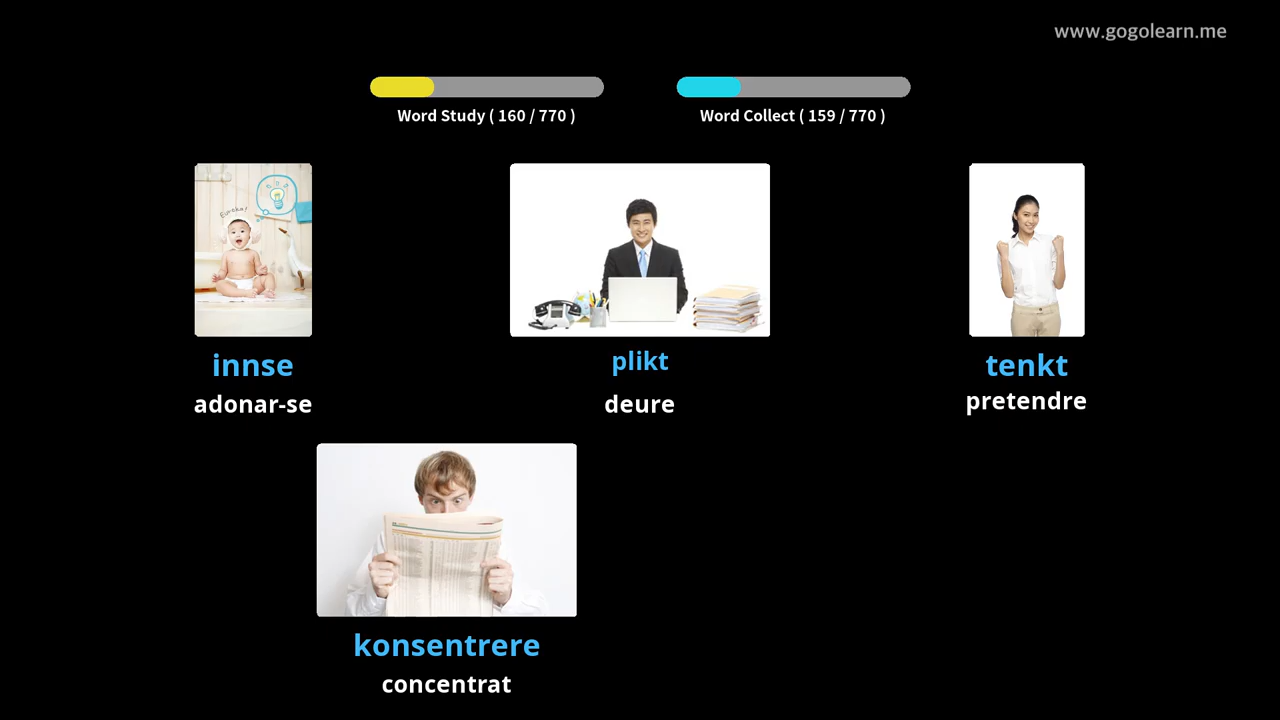 www.gogolearn.me
Word Study ( 160 / 770 )
Word Collect ( 159 / 770 )
Eureka!
innse
adonar-se
plikt
deure
tenkt
pretendre
konsentrere
concentrat